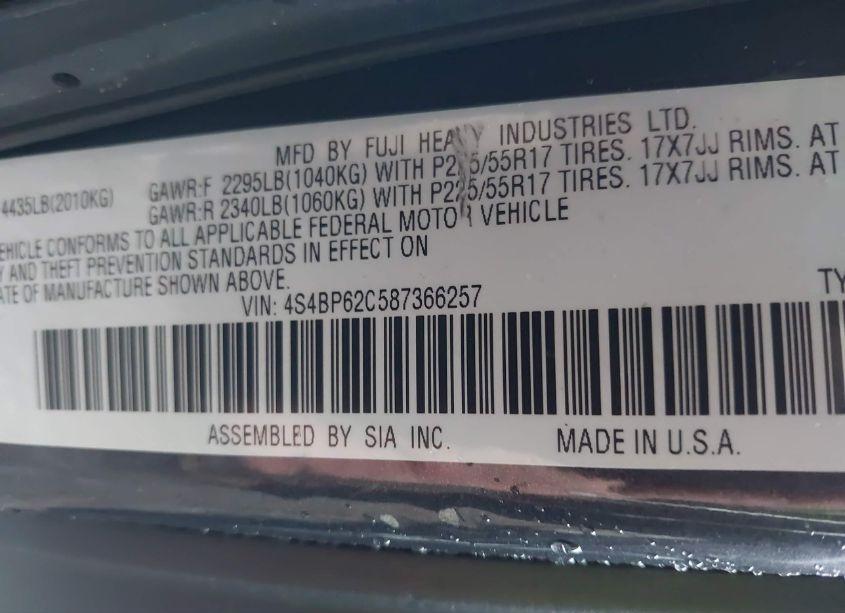 MFD BY FUJI HEAVY INDUSTRIES LTD.
4435LB(2010KG) GAWR:F 2295LB(1040KG) WITH P225/55R17 TIRES. 17X7JJ RIMS. AT
GAWR:R 2340LB(1060KG) WITH P225/55R17 TIRES. 17X7JJ RIMS. AT
EHICLE CONFORMS TO ALL APPLICABLE FEDERAL MOTOR VEHICLE
Y AND THEFT PREVENTION STANDARDS IN EFFECT ON
ATE OF MANUFACTURE SHOWN ABOVE.
VIN: 4S4BP62C587366257 TY
ASSEMBLED BY SIA INC. MADE IN U.S.A.